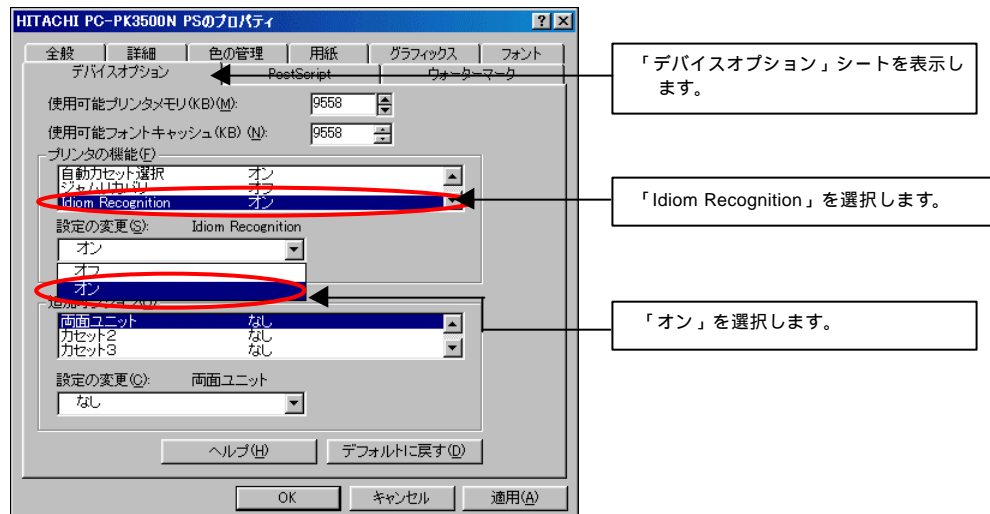 HITACHI PC-PK3500N PSのプロパティ
全般 詳細 色の管理 用紙 グラフィックス フォント
デバイスオプション PostScript ウォーターマーク
使用可能プリンタメモリ(KB)(M): 9558
使用可能フォントキャッシュ(KB) (N): 9558
プリンタの機能(F)
自動カセット選択 オン
ジャムリカバリ オフ
Idiom Recognition オン
設定の変更(S): Idiom Recognition
オン
オフ
オン
両面ユニット なし
カセット2 なし
カセット3 なし
設定の変更(C): 両面ユニット
なし
ヘルプ(H) デフォルトに戻す(D)
OK キャンセル 適用(A)
「デバイスオプション」シートを表示し
ます。
「Idiom Recognition」を選択します。
「オン」を選択します。